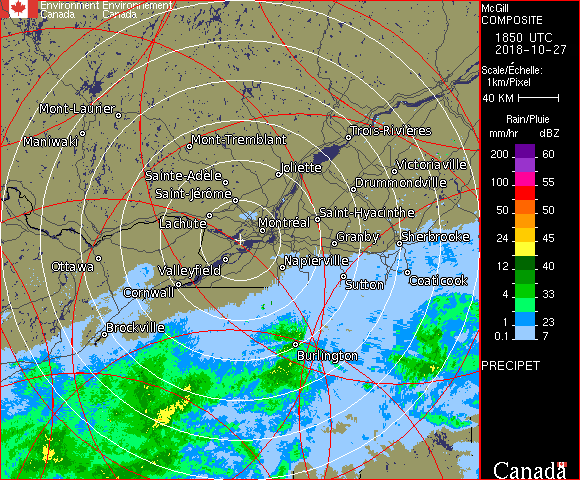 Environment Environnement
Canada Canada
McGill
COMPOSITE
1850 UTC
2018-10-27
Scale/Échelle:
1km/Pixel
40 KM
Rain/Pluie
mm/hr dBZ
200 60
100 55
50 50
24 45
12 40
4 33
1 23
0.1 7
PRECIPET
Canada
Mont-Laurier
Maniwaki
Mont-Tremblant
Trois-Rivières
Joliette
Victoriaville
Sainte-Adèle
Drummondville
Saint-Jérôme
Lachute
Saint-Hyacinthe
Montréal
Granby
Sherbrooke
Ottawa
Valleyfield
Napierville
Cornwall
Sutton
Coaticook
Brockville
Burlington